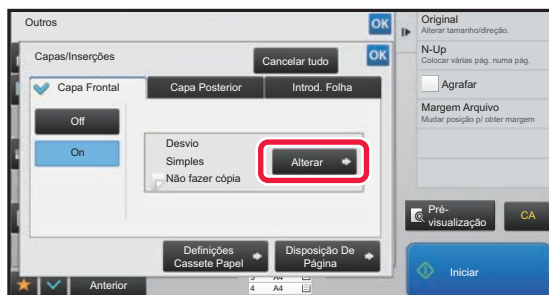 Outros
OK
Capas/Inserções
Cancelar tudo
OK
Capa Frontal
Capa Posterior
Introd. Folha
Off
On
Desvio
Simples
Não fazer cópia
Alterar
Definições
Cassete Papel
Disposição De
Página
Anterior
3 A4
4 A4
Original
Alterar tamanho/direção.
N-Up
Colocar várias pág. numa pág.
Agrafar
Margem Arquivo
Mudar posição p/ obter margem
Pré-
visualização
CA
Iniciar